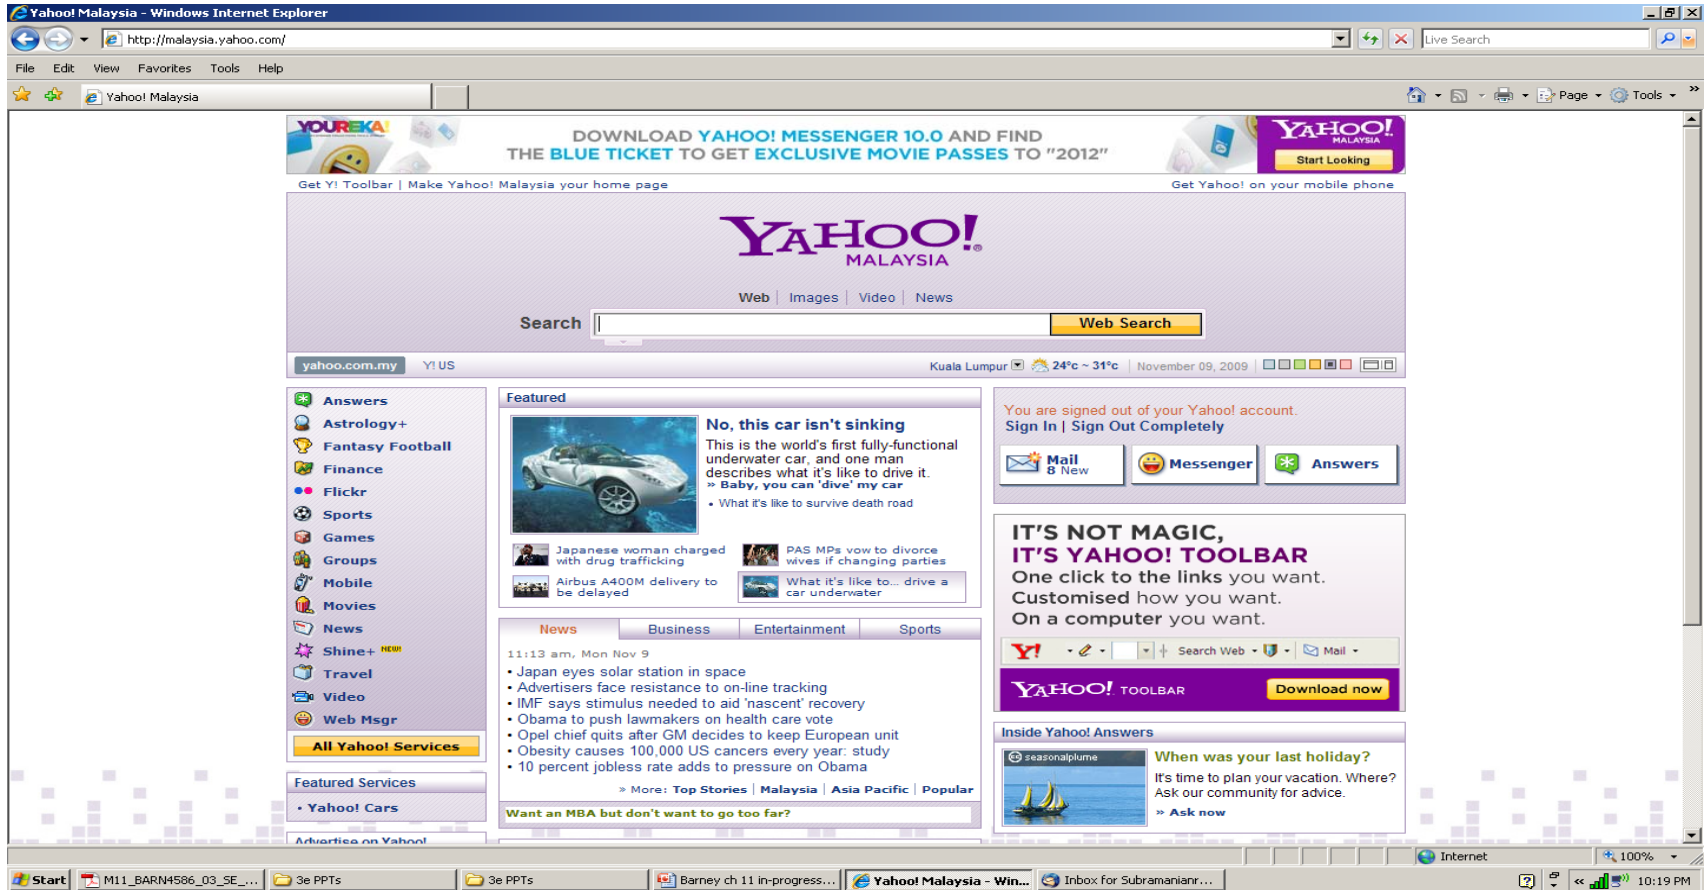 Yahoo! Malaysia - Windows Internet Explorer
http://malaysia.yahoo.com/
Live Search
File Edit View Favorites Tools Help
Yahoo! Malaysia
Page Tools
YOUREKA!
DOWNLOAD YAHOO! MESSENGER 10.0 AND FIND
THE BLUE TICKET TO GET EXCLUSIVE MOVIE PASSES TO "2012"
YAHOO!
MALAYSIA
Start Looking
Get Y! Toolbar | Make Yahoo! Malaysia your home page
Get Yahoo! on your mobile phone
YAHOO!
MALAYSIA
Web | Images | Video | News
Search
Web Search
yahoo.com.my Y! US
Kuala Lumpur 24°c ~ 31°c | November 09, 2009
Answers
Astrology+
Fantasy Football
Finance
Flickr
Sports
Games
Groups
Mobile
Movies
News
Shine+ NEW!
Travel
Video
Web Msgr
All Yahoo! Services
Featured Services
• Yahoo! Cars
Advertise on Yahoo!
Featured
No, this car isn't sinking
This is the world's first fully-functional
underwater car, and one man
describes what it's like to drive it.
» Baby, you can 'dive' my car
• What it's like to survive death road
Japanese woman charged
with drug trafficking
PAS MPs vow to divorce
wives if changing parties
Airbus A400M delivery to
be delayed
What it's like to... drive a
car underwater
News Business Entertainment Sports
11:13 am, Mon Nov 9
• Japan eyes solar station in space
• Advertisers face resistance to on-line tracking
• IMF says stimulus needed to aid 'nascent' recovery
• Obama to push lawmakers on health care vote
• Opel chief quits after GM decides to keep European unit
• Obesity causes 100,000 US cancers every year: study
• 10 percent jobless rate adds to pressure on Obama
» More: Top Stories | Malaysia | Asia Pacific | Popular
Want an MBA but don't want to go too far?
You are signed out of your Yahoo! account.
Sign In | Sign Out Completely
Mail
8 New
Messenger
Answers
IT'S NOT MAGIC,
IT'S YAHOO! TOOLBAR
One click to the links you want.
Customised how you want.
On a computer you want.
Y! Search Web Mail
YAHOO! TOOLBAR
Download now
Inside Yahoo! Answers
cc seasonalplume
When was your last holiday?
It's time to plan your vacation. Where?
Ask our community for advice.
» Ask now
Internet 100%
Start M11_BARN4586_03_SE_... 3e PPTs 3e PPTs Barney ch 11 in-progress... Yahoo! Malaysia - Win... Inbox for Subramanianr... 10:19 PM